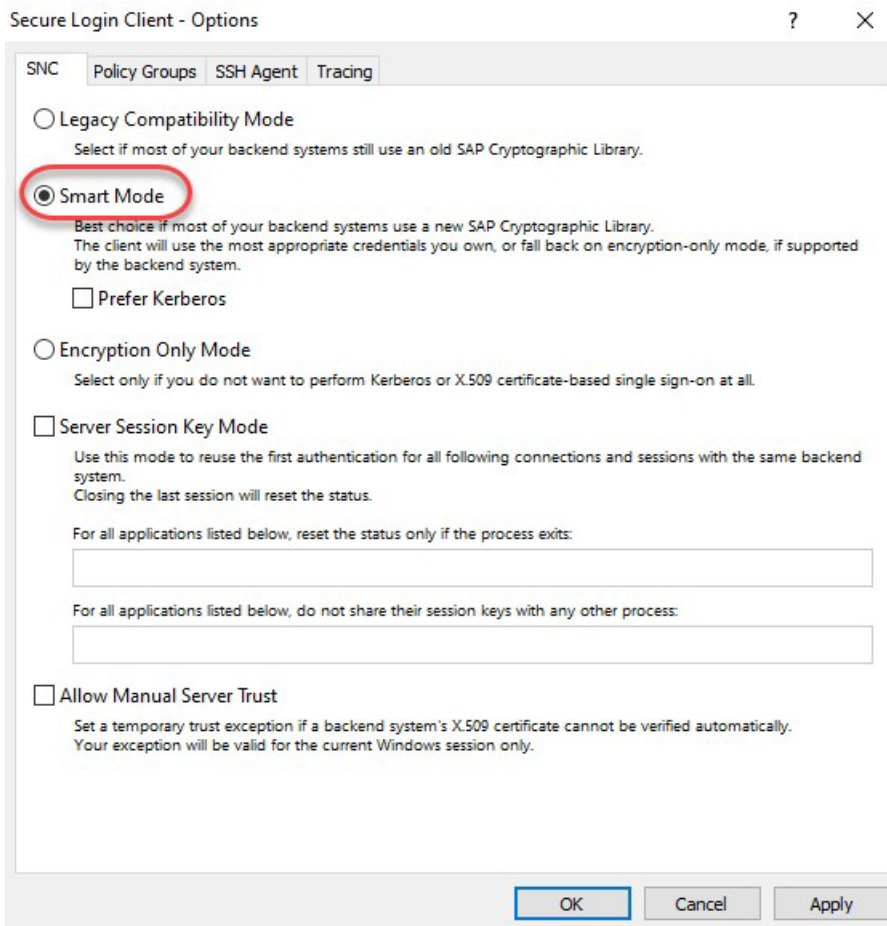 Secure Login Client - Options
?
SNC
Policy Groups
SSH Agent
Tracing
Legacy Compatibility Mode
Select if most of your backend systems still use an old SAP Cryptographic Library.
Smart Mode
Best choice if most of your backend systems use a new SAP Cryptographic Library.
The client will use the most appropriate credentials you own, or fall back on encryption-only mode, if supported
by the backend system.
Prefer Kerberos
Encryption Only Mode
Select only if you do not want to perform Kerberos or X.509 certificate-based single sign-on at all.
Server Session Key Mode
Use this mode to reuse the first authentication for all following connections and sessions with the same backend
system.
Closing the last session will reset the status.
For all applications listed below, reset the status only if the process exits:
For all applications listed below, do not share their session keys with any other process:
Allow Manual Server Trust
Set a temporary trust exception if a backend system's X.509 certificate cannot be verified automatically.
Your exception will be valid for the current Windows session only.
OK
Cancel
Apply